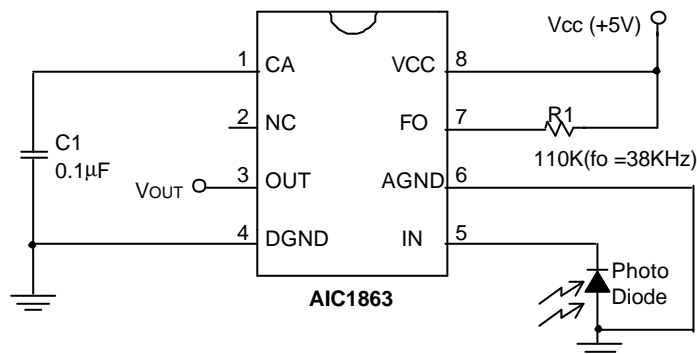 Vcc (+5V)
1 CA
VCC 8
2 NC
FO 7
R1
110K(fo =38KHz)
C1
0.1µF
VOUT
3 OUT
AGND 6
4 DGND
IN 5
Photo
Diode
AIC1863